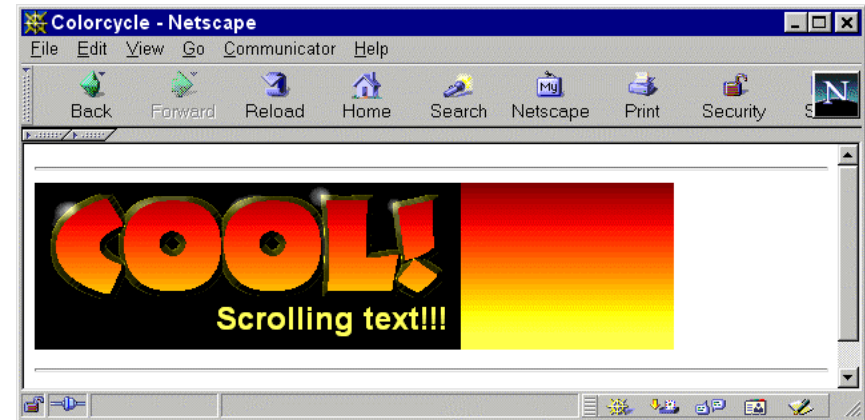 Colorcycle - Netscape
File Edit View Go Communicator Help
My N
Back Forward Reload Home Search Netscape Print Security S
COOL!
Scrolling text!!!